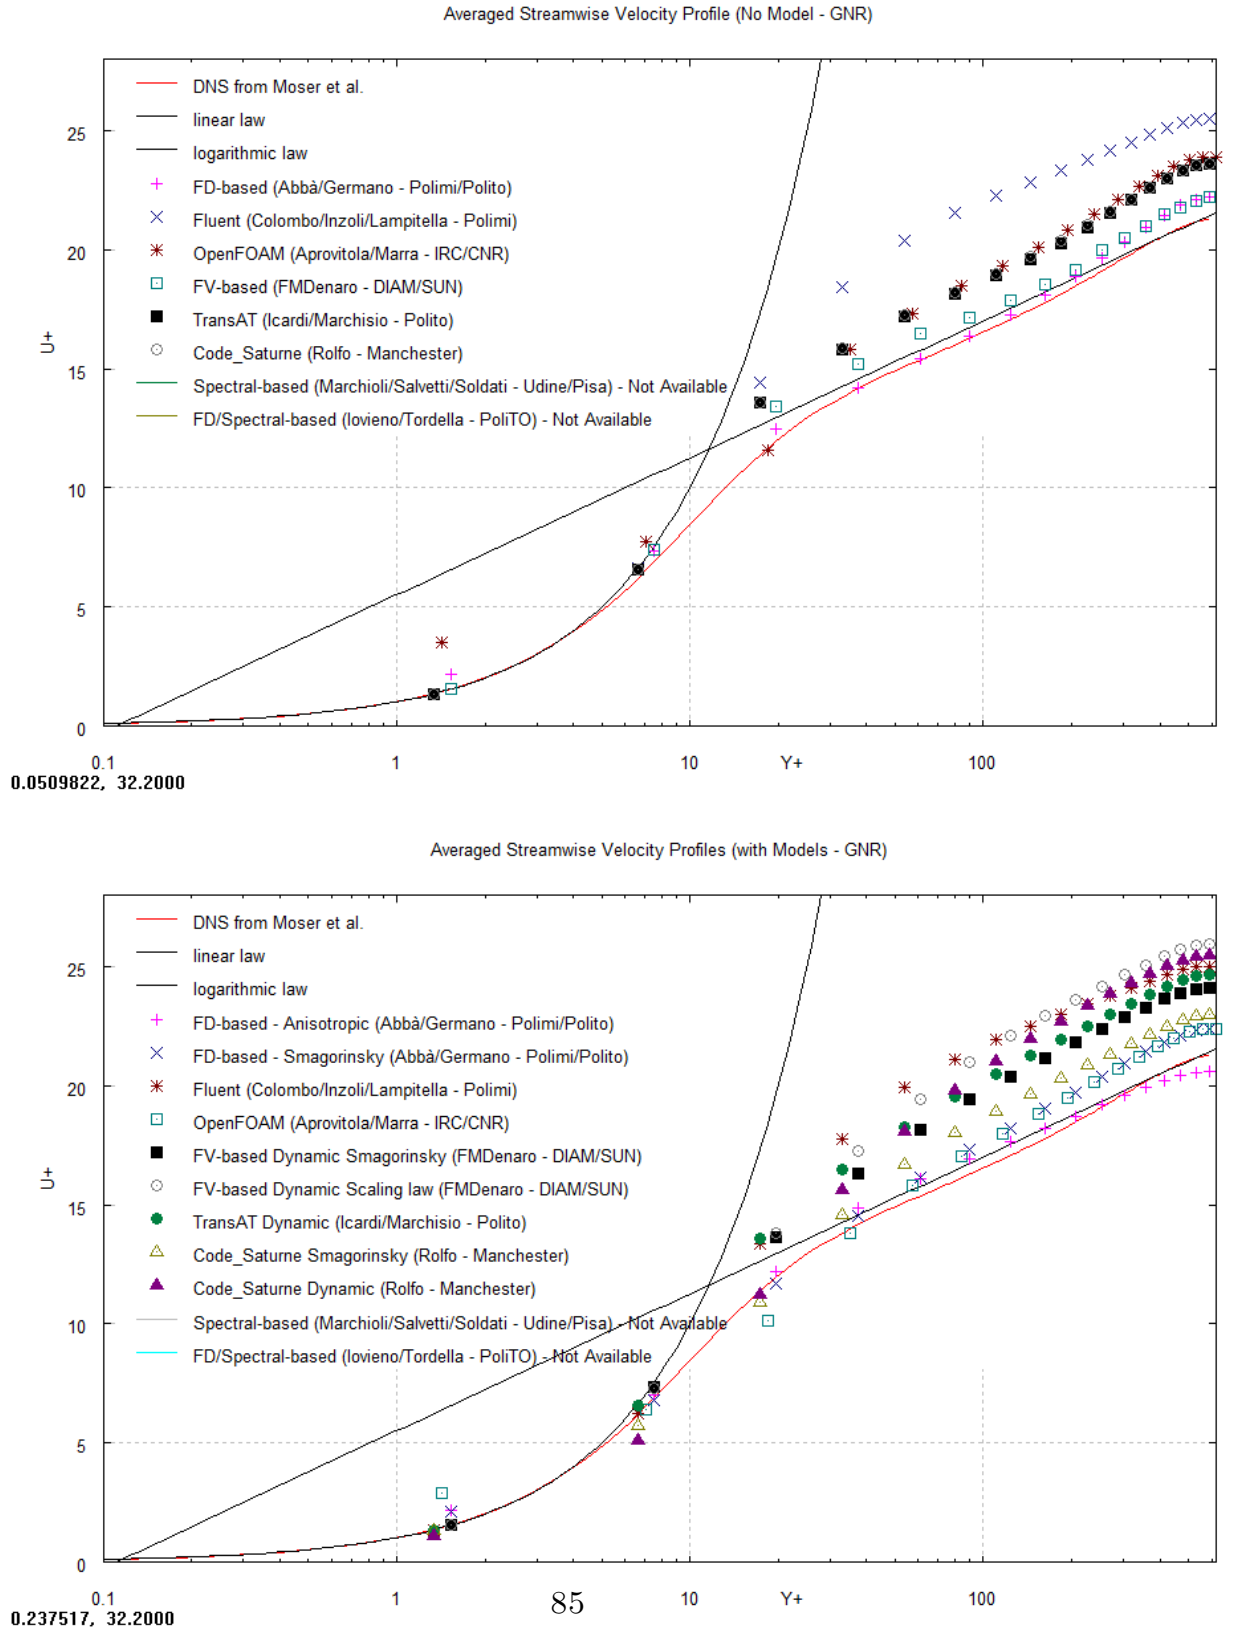 Averaged Streamwise Velocity Profile (No Model - GNR)
DNS from Moser et al.
linear law
logarithmic law
FD-based (Abbà/Germano - Polimi/Polito)
Fluent (Colombo/Inzoli/Lampitella - Polimi)
OpenFOAM (Aprovitola/Marra - IRC/CNR)
FV-based (FMDenaro - DIAM/SUN)
TransAT (Icardi/Marchisio - Polito)
Code_Saturne (Rolfo - Manchester)
Spectral-based (Marchioli/Salvetti/Soldati - Udine/Pisa) - Not Available
FD/Spectral-based (Iovieno/Tordella - PoliTO) - Not Available
25
20
15
10
5
0
U+
0.1 1 10 Y+ 100
0.0509822, 32.2000
Averaged Streamwise Velocity Profiles (with Models - GNR)
DNS from Moser et al.
linear law
logarithmic law
FD-based - Anisotropic (Abbà/Germano - Polimi/Polito)
FD-based - Smagorinsky (Abbà/Germano - Polimi/Polito)
Fluent (Colombo/Inzoli/Lampitella - Polimi)
OpenFOAM (Aprovitola/Marra - IRC/CNR)
FV-based Dynamic Smagorinsky (FMDenaro - DIAM/SUN)
FV-based Dynamic Scaling law (FMDenaro - DIAM/SUN)
TransAT Dynamic (Icardi/Marchisio - Polito)
Code_Saturne Smagorinsky (Rolfo - Manchester)
Code_Saturne Dynamic (Rolfo - Manchester)
Spectral-based (Marchioli/Salvetti/Soldati - Udine/Pisa) - Not Available
FD/Spectral-based (Iovieno/Tordella - PoliTO) - Not Available
25
20
15
10
5
0
U+
0.1 1 10 Y+ 100
0.237517, 32.2000
85